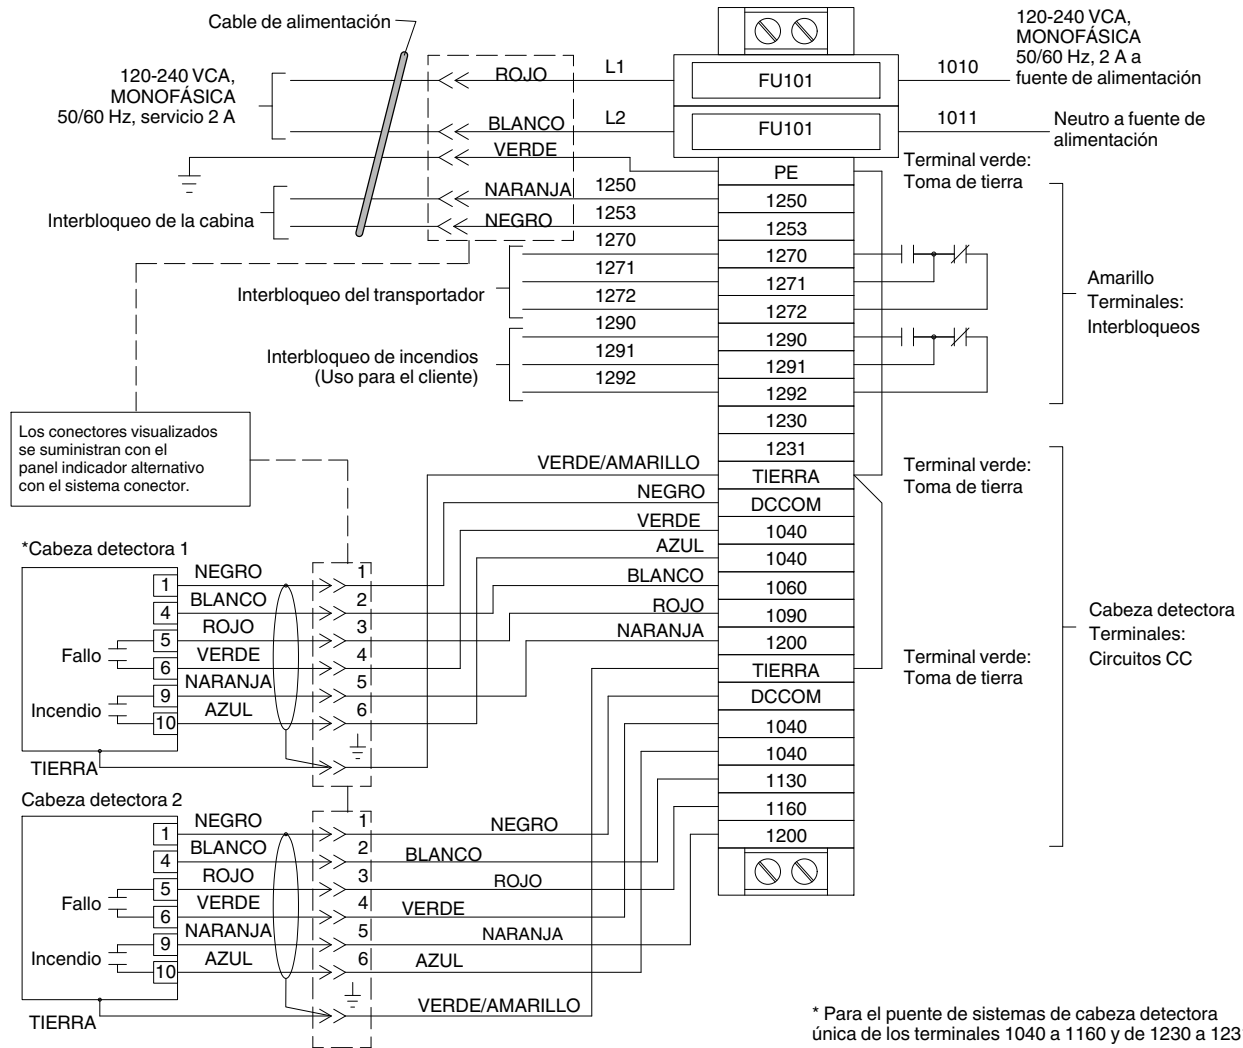 Cable de alimentación
120-240 VCA,
MONOFÁSICA
50/60 Hz, servicio 2 A
ROJO
L1
FU101
1010
120-240 VCA,
MONOFÁSICA
50/60 Hz, 2 A a
fuente de alimentación
BLANCO
L2
FU101
1011
Neutro a fuente de
alimentación
VERDE
PE
Terminal verde:
Toma de tierra
Interbloqueo de la cabina
NARANJA
1250
1250
NEGRO
1253
1253
Interbloqueo del transportador
1270
1270
1271
1271
1272
1272
Interbloqueo de incendios
(Uso para el cliente)
1290
1290
1291
1291
1292
1292
Amarillo
Terminales:
Interbloqueos
1230
1231
Los conectores visualizados
se suministran con el
panel indicador alternativo
con el sistema conector.
VERDE/AMARILLO
TIERRA
Terminal verde:
Toma de tierra
NEGRO
DCCOM
VERDE
1040
AZUL
1040
BLANCO
1060
ROJO
1090
NARANJA
1200
TIERRA
Terminal verde:
Toma de tierra
DCCOM
1040
1040
1130
1160
1200
Cabeza detectora
Terminales:
Circuitos CC
*Cabeza detectora 1
1
NEGRO
1
4
BLANCO
2
Fallo
5
ROJO
3
6
VERDE
4
Incendio
9
NARANJA
5
10
AZUL
6
TIERRA
Cabeza detectora 2
1
NEGRO
1
NEGRO
4
BLANCO
2
BLANCO
Fallo
5
ROJO
3
ROJO
6
VERDE
4
VERDE
Incendio
9
NARANJA
5
NARANJA
10
AZUL
6
AZUL
TIERRA
VERDE/AMARILLO
* Para el puente de sistemas de cabeza detectora
única de los terminales 1040 a 1160 y de 1230 a 123